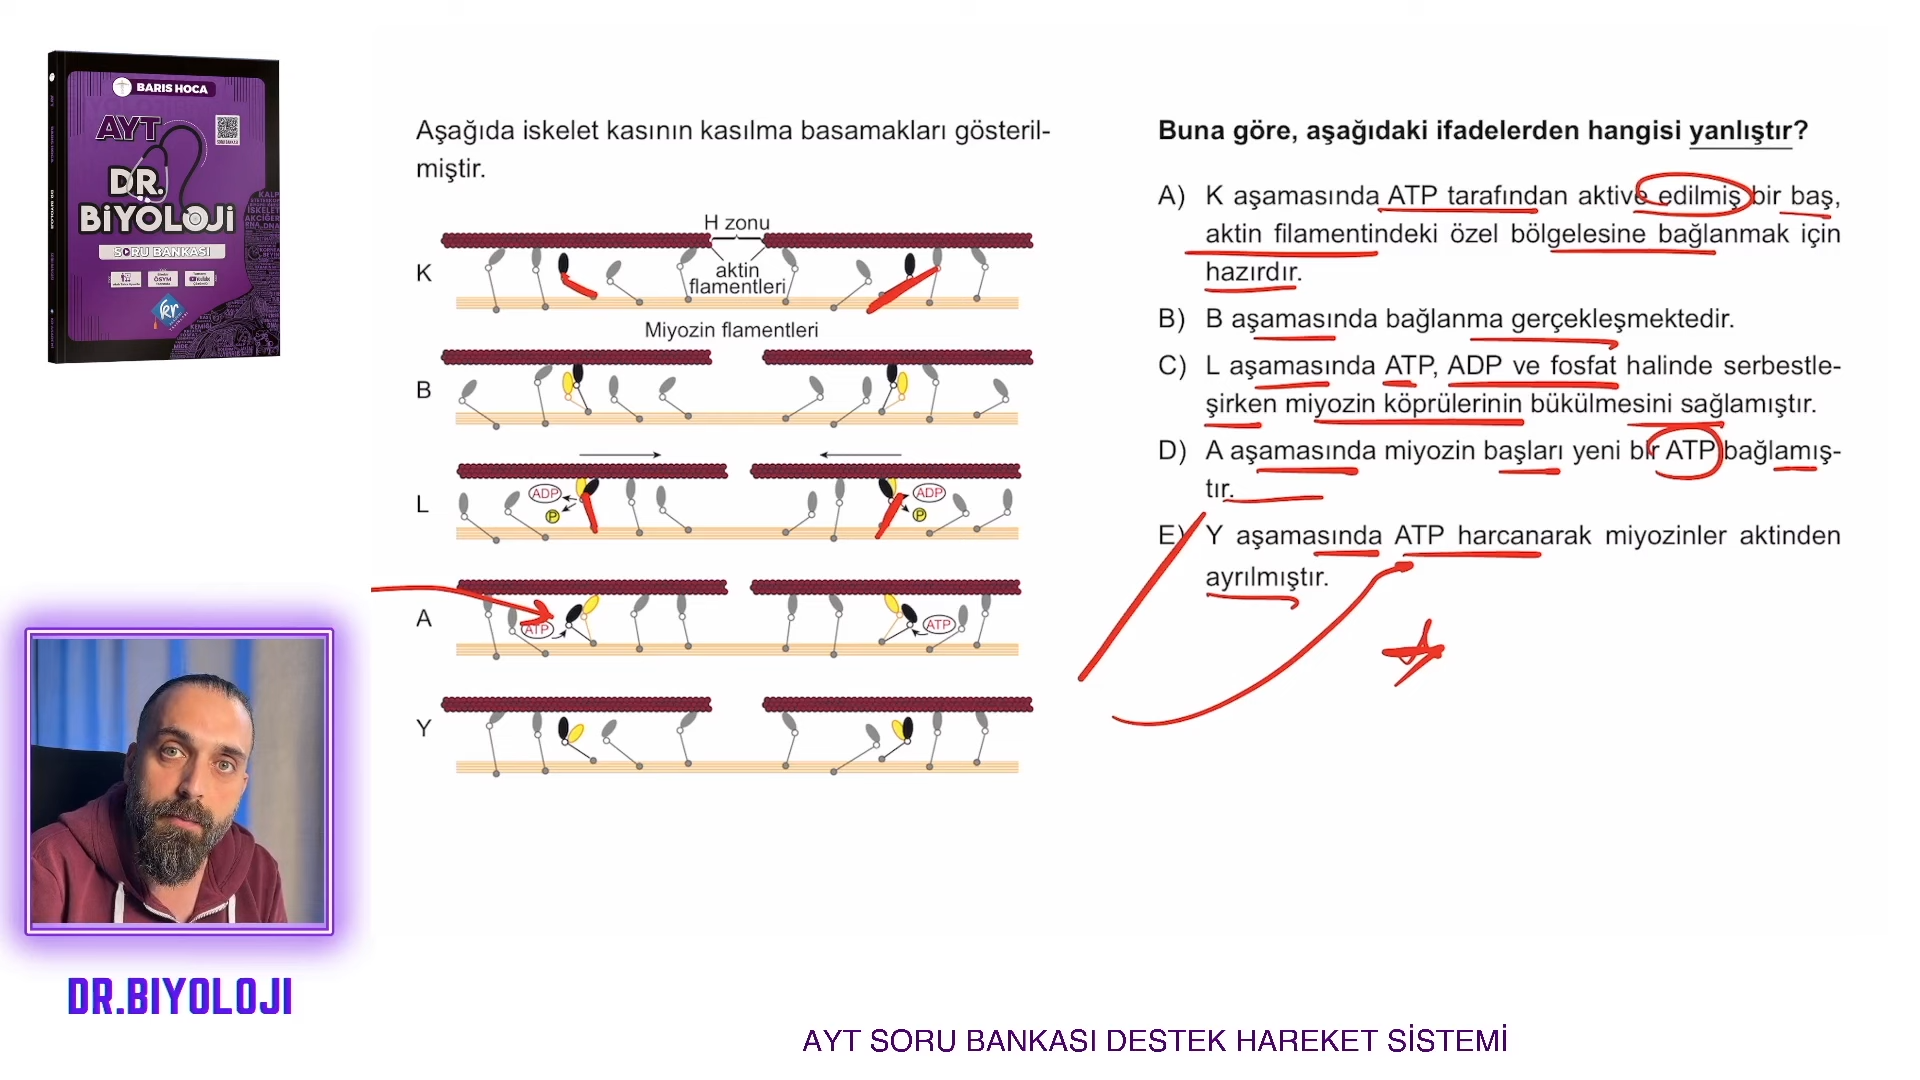 BARIS HOCA
AYT
DR.
BİYOLOJİ
SORU BANKASI
ÖSYM
YouTube
kr
DR.BIYOLOJI
Aşağıda iskelet kasının kasılma basamakları gösteril-
miştir.
H zonu
K
aktin
flamentleri
Miyozin flamentleri
B
L
ADP
P
ADP
P
A
ATP
ATP
Y
Buna göre, aşağıdaki ifadelerden hangisi yanlıştır?
A) K aşamasında ATP tarafından aktive edilmiş bir baş,
aktin filamentindeki özel bölgelesine bağlanmak için
hazırdır.
B) B aşamasında bağlanma gerçekleşmektedir.
C) L aşamasında ATP, ADP ve fosfat halinde serbestle-
şirken miyozin köprülerinin bükülmesini sağlamıştır.
D) A aşamasında miyozin başları yeni bir ATP bağlamış-
tır.
E) Y aşamasında ATP harcanarak miyozinler aktinden
ayrılmıştır.
AYT SORU BANKASI DESTEK HAREKET SİSTEMİ